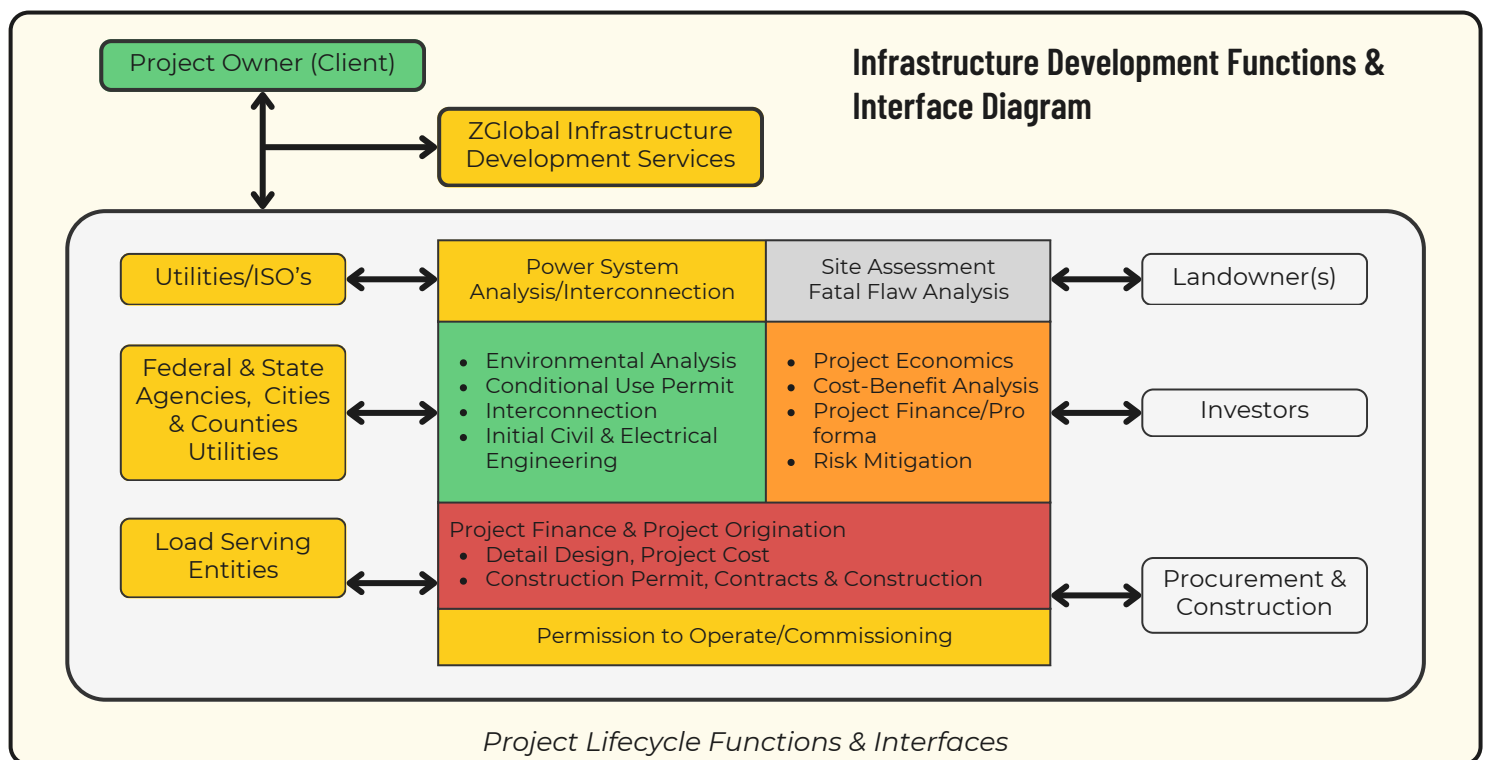 Project Owner (Client)
Infrastructure Development Functions &
Interface Diagram
ZGlobal Infrastructure
Development Services
Utilities/ISO’s
Power System
Analysis/Interconnection
Site Assessment
Fatal Flaw Analysis
Landowner(s)
Federal & State
Agencies, Cities
& Counties
Utilities
• Environmental Analysis
• Conditional Use Permit
• Interconnection
• Initial Civil & Electrical
Engineering
• Project Economics
• Cost-Benefit Analysis
• Project Finance/Pro
forma
• Risk Mitigation
Investors
Load Serving
Entities
Project Finance & Project Origination
• Detail Design, Project Cost
• Construction Permit, Contracts & Construction
Procurement &
Construction
Permission to Operate/Commissioning
Project Lifecycle Functions & Interfaces